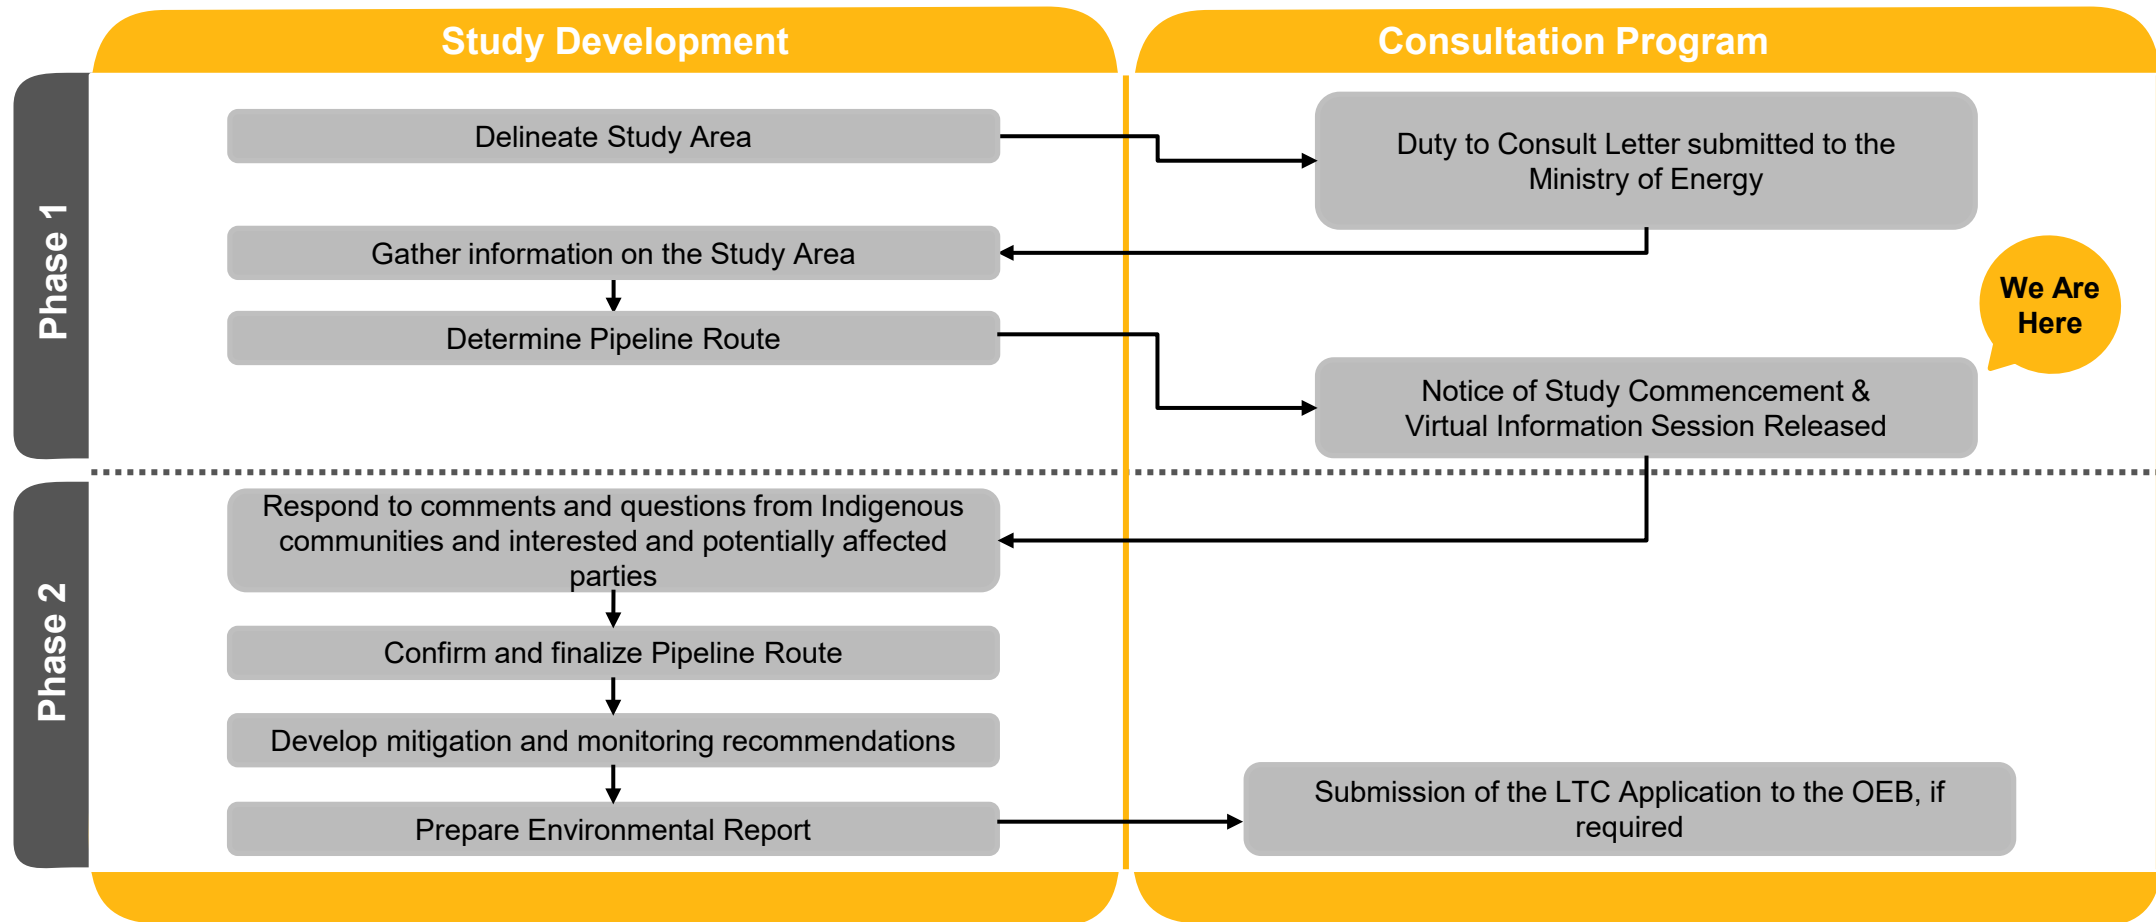 Study Development
Consultation Program
Phase 1
Delineate Study Area
Duty to Consult Letter submitted to the
Ministry of Energy
Gather information on the Study Area
We Are
Here
Determine Pipeline Route
Notice of Study Commencement &
Virtual Information Session Released
Phase 2
Respond to comments and questions from Indigenous
communities and interested and potentially affected
parties
Confirm and finalize Pipeline Route
Develop mitigation and monitoring recommendations
Prepare Environmental Report
Submission of the LTC Application to the OEB, if
required